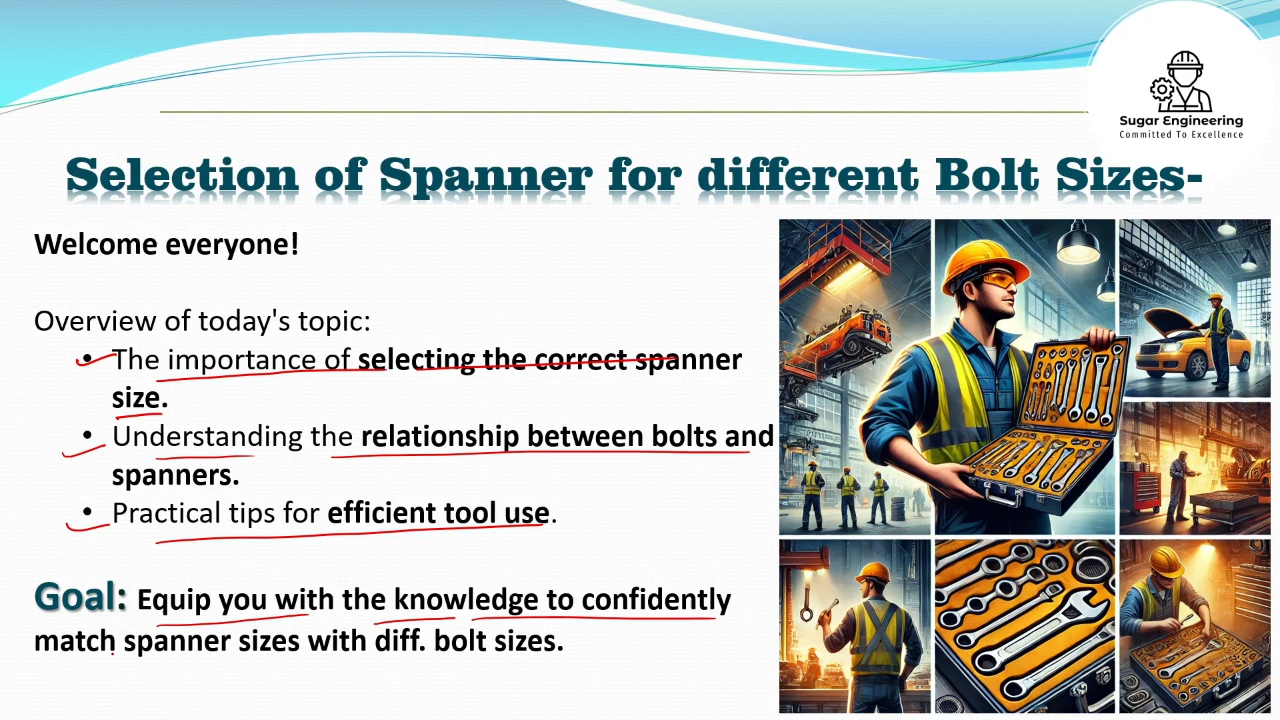 Sugar Engineering
Committed To Excellence
Selection of Spanner for different Bolt Sizes-
Welcome everyone!
Overview of today's topic:
• The importance of selecting the correct spanner
size.
• Understanding the relationship between bolts and
spanners.
• Practical tips for efficient tool use.
Goal: Equip you with the knowledge to confidently
match spanner sizes with diff. bolt sizes.